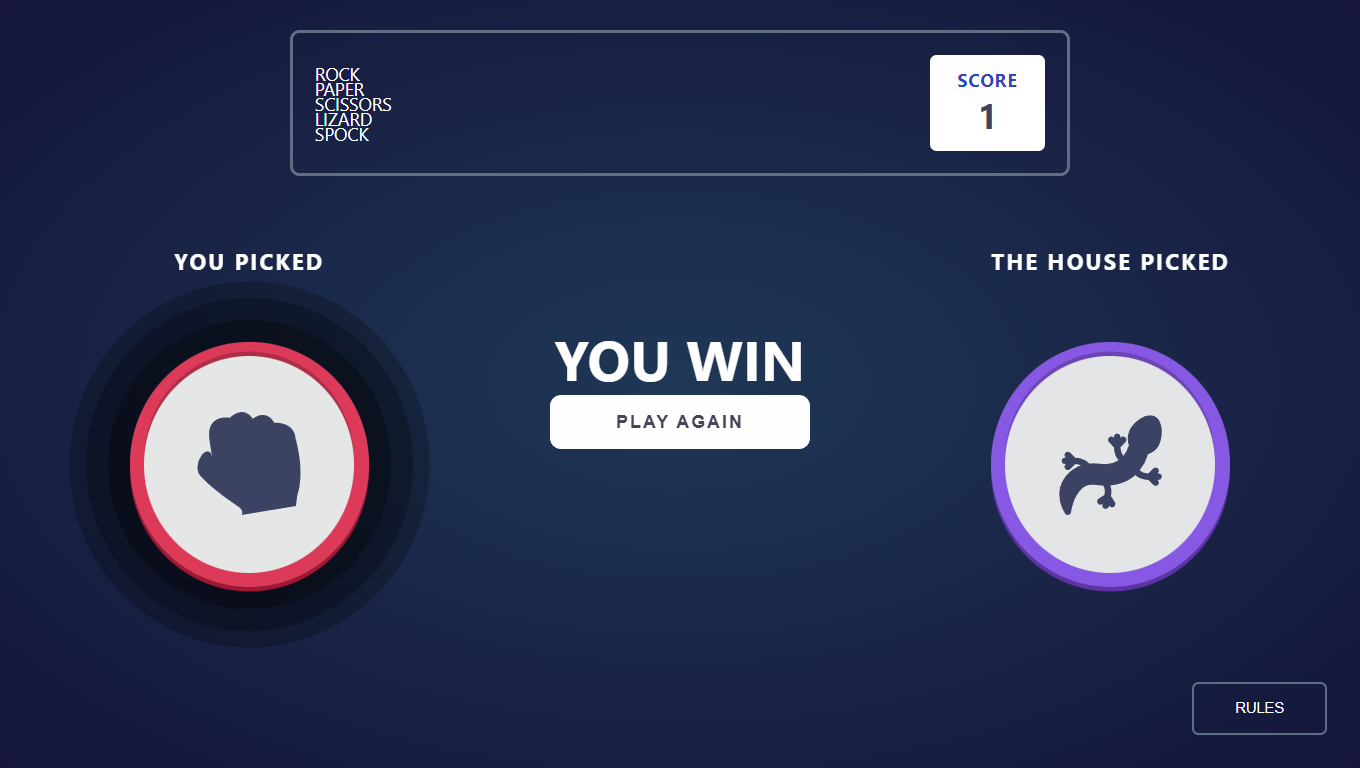 ROCK
PAPER
SCISSORS
LIZARD
SPOCK
SCORE
1
YOU PICKED
THE HOUSE PICKED
YOU WIN
PLAY AGAIN
RULES